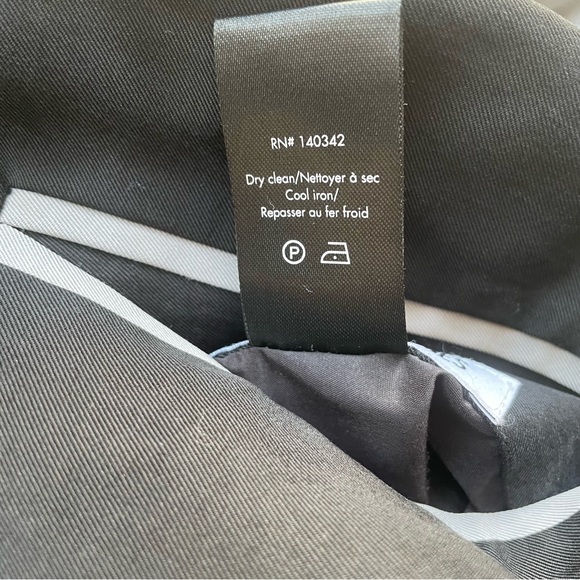 RN# 140342
Dry clean/Nettoyer à sec
Cool iron/
Repasser au fer froid
P